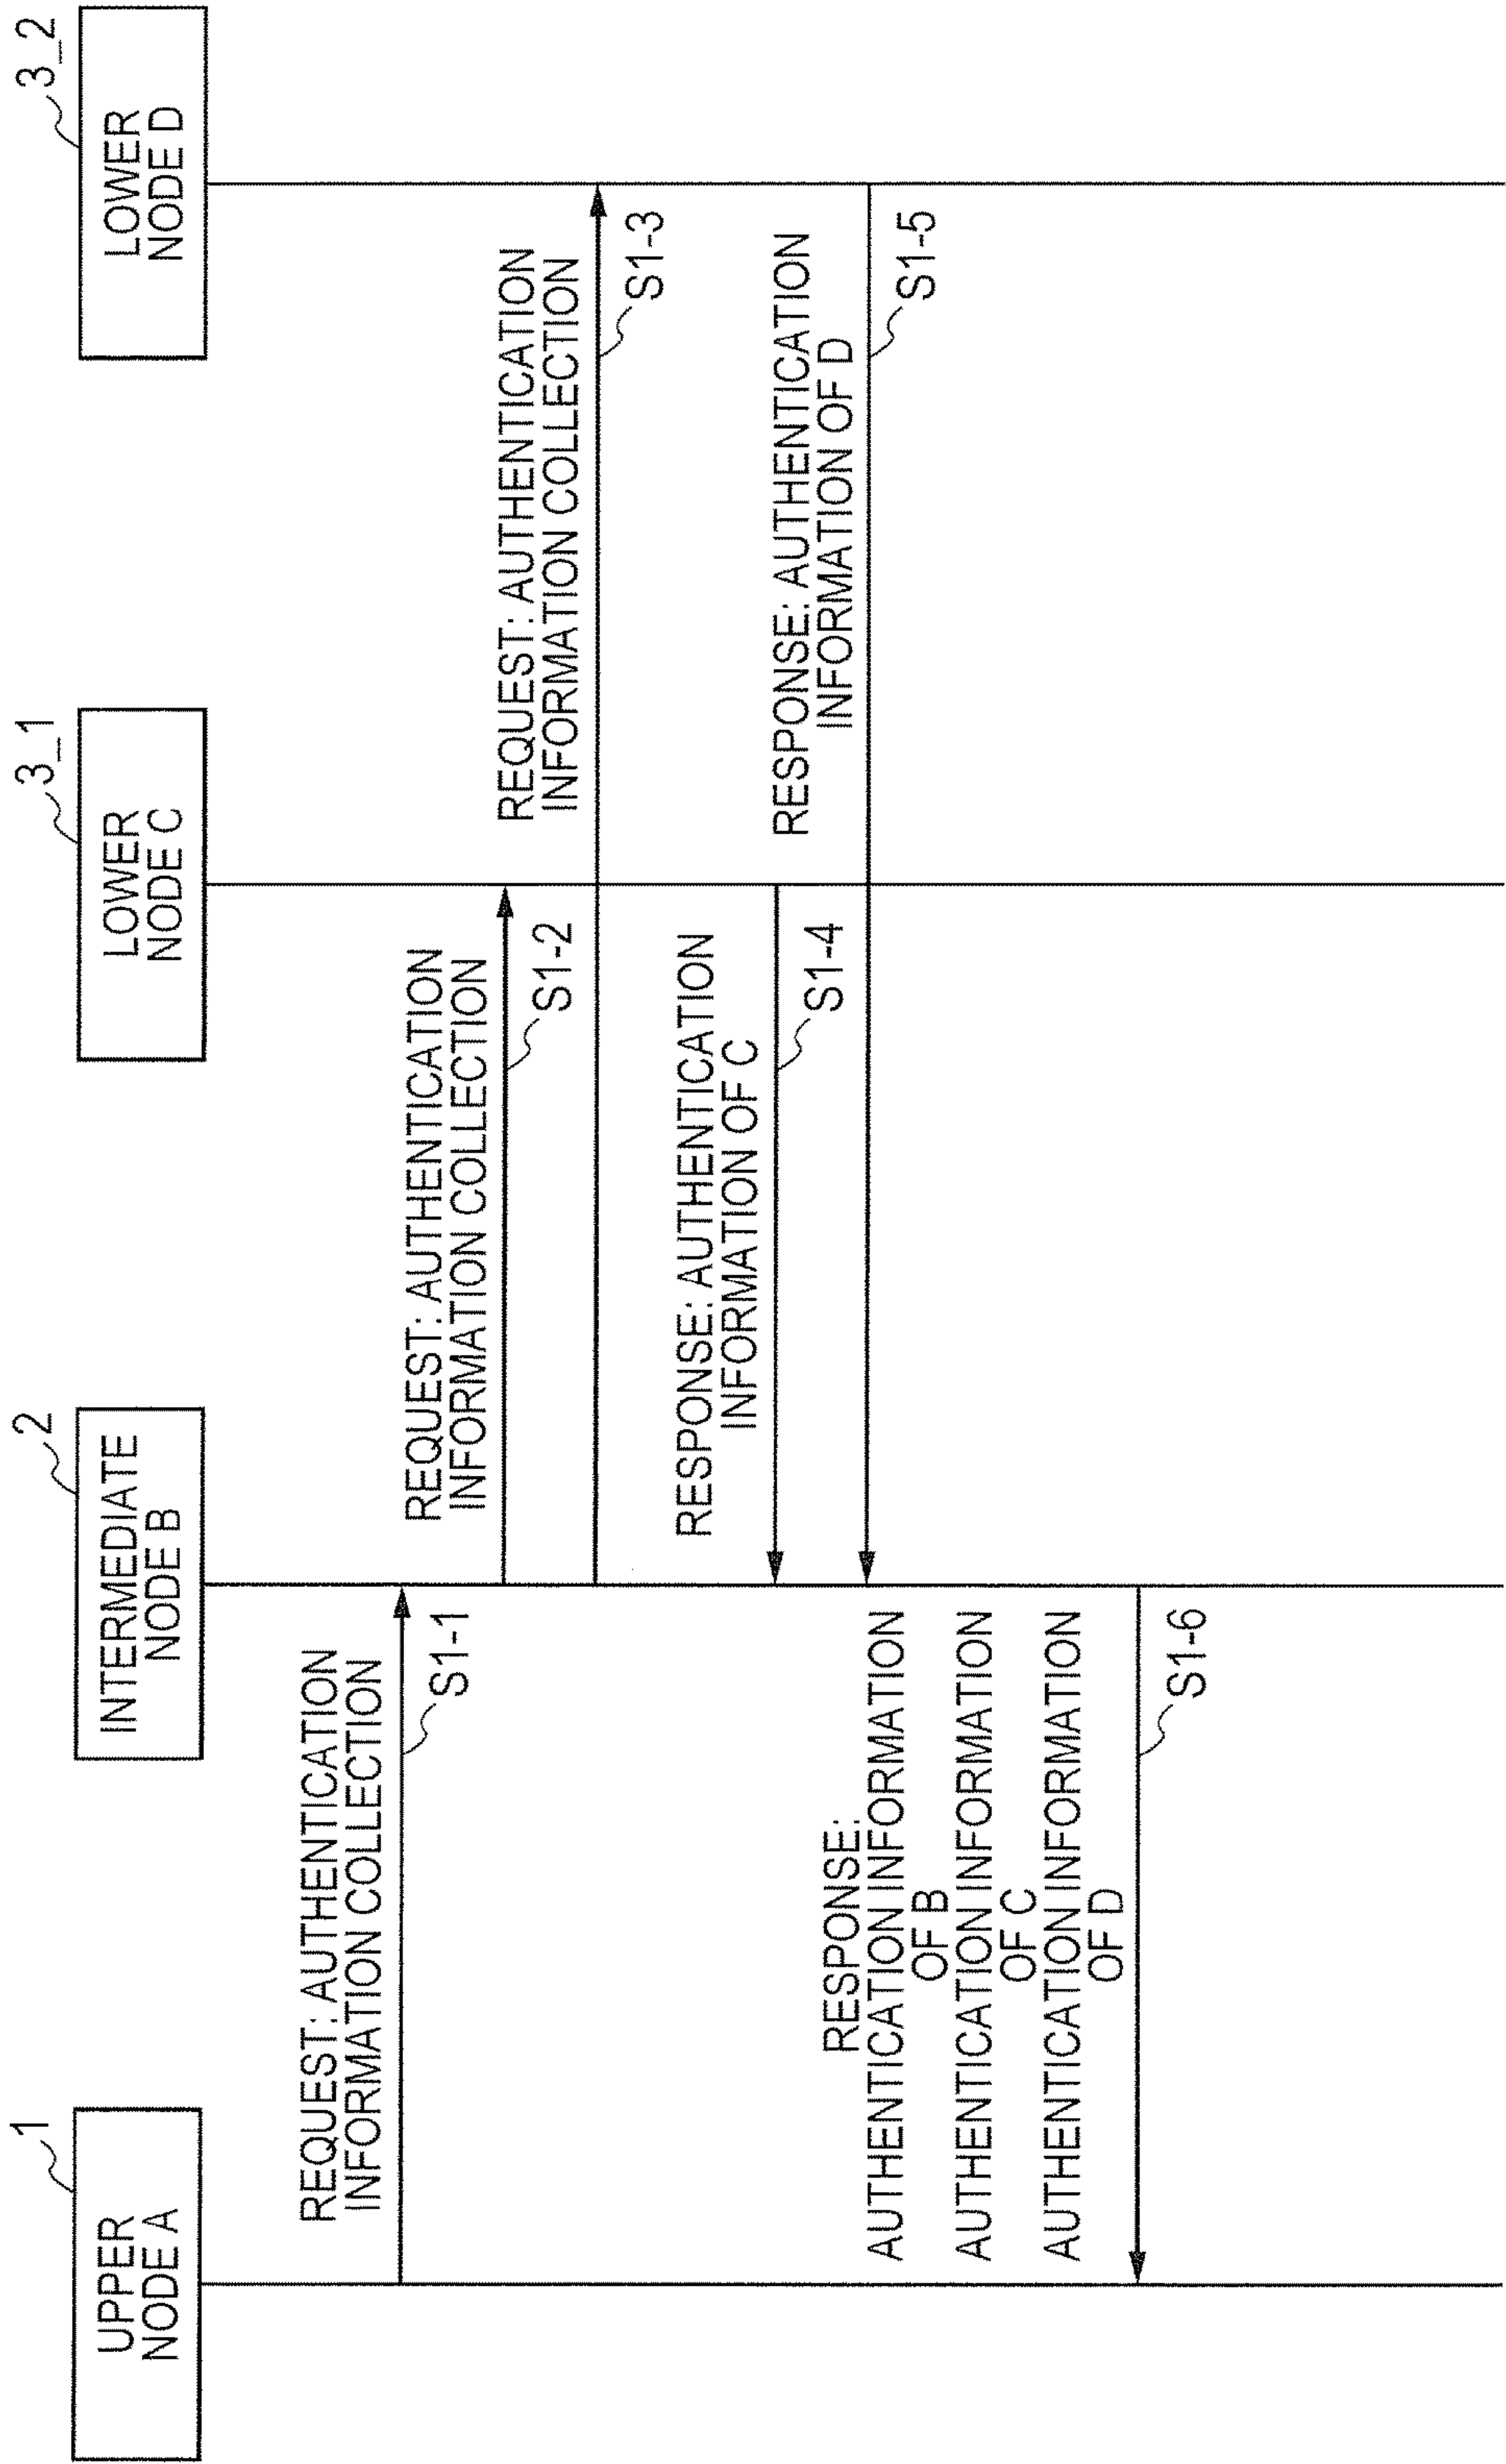 1
UPPER
NODE A
2
INTERMEDIATE
NODE B
3_1
LOWER
NODE C
3_2
LOWER
NODE D
REQUEST: AUTHENTICATION
INFORMATION COLLECTION
S1-1
REQUEST: AUTHENTICATION
INFORMATION COLLECTION
S1-2
REQUEST: AUTHENTICATION
INFORMATION COLLECTION
S1-3
RESPONSE: AUTHENTICATION
INFORMATION OF C
S1-4
RESPONSE: AUTHENTICATION
INFORMATION OF D
S1-5
RESPONSE:
AUTHENTICATION INFORMATION
OF B
AUTHENTICATION INFORMATION
OF C
AUTHENTICATION INFORMATION
OF D
S1-6